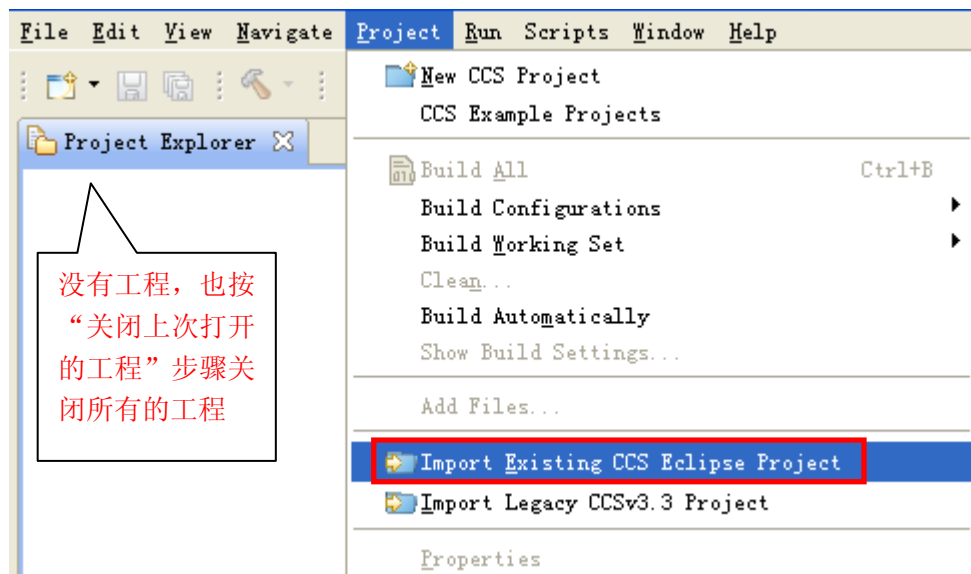 File Edit View Navigate Project Run Scripts Window Help
New CCS Project
CCS Example Projects
Project Explorer
Build All Ctrl+B
Build Configurations
Build Working Set
Clean...
Build Automatically
Show Build Settings...
Add Files...
Import Existing CCS Eclipse Project
Import Legacy CCSv3.3 Project
Properties
没有工程，也按
“关闭上次打开
的工程”步骤关
闭所有的工程